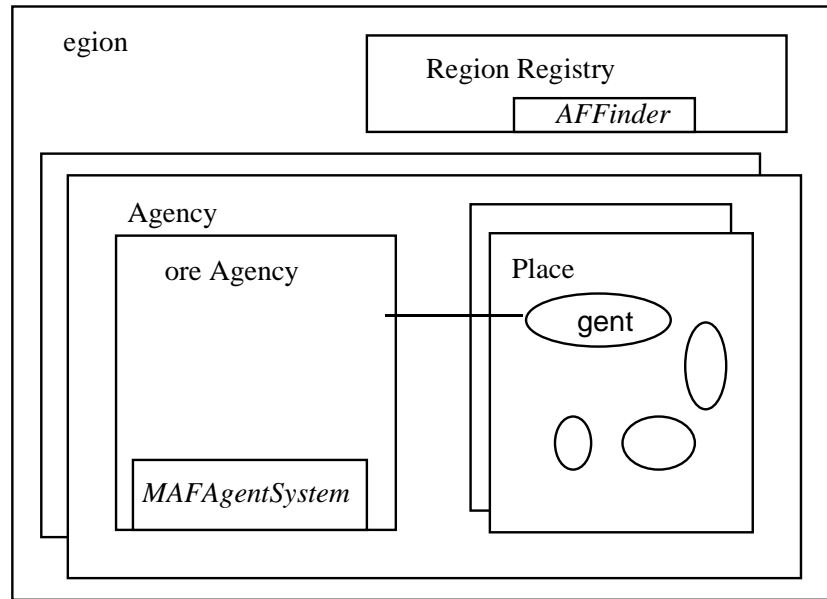 egion
Region Registry
AFFinder
Agency
ore Agency
Place
gent
MAFAgentSystem